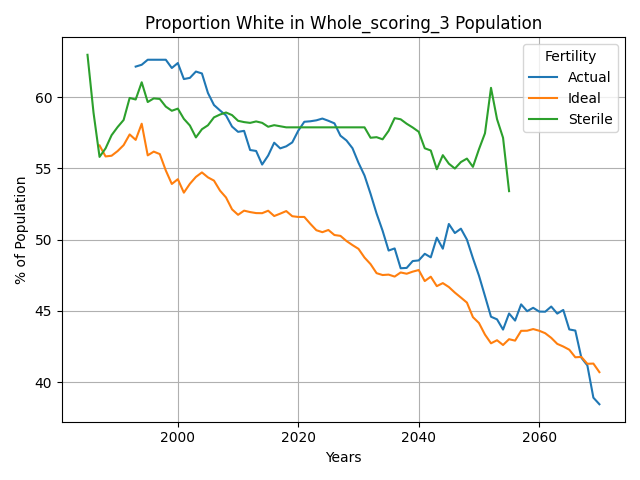 Proportion White in Whole_scoring_3 Population
Fertility
Actual
Ideal
Sterile
% of Population
60
55
50
45
40
2000
2020
2040
2060
Years